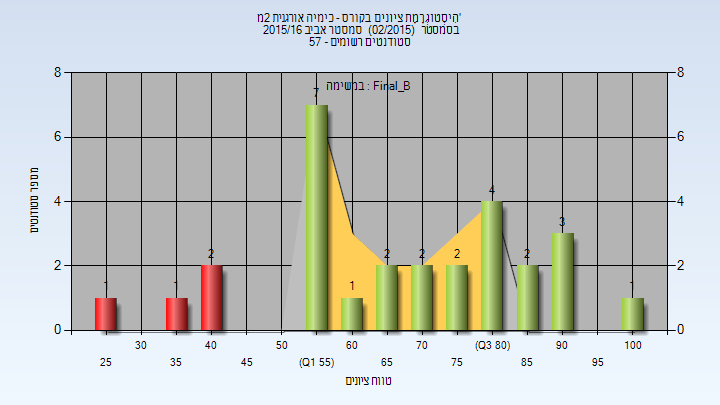 'הִיסְטוֹגְרָמַת ציונים בקורס - כימיה אורגנית 2מ
בסמסטר (02/2015) סמסטר אביב 2015/16
סטודנטים רשומים - 57
במשימה : Final_B
מספר סטודנטים
8 8
6 6
4 4
2 2
0 0
1 1 2 7 1 2 2 2 4 2 3 1
30 40 50 60 70 (Q3 80) 90 100
25 35 45 (Q1 55) 65 75 85 95
טווח ציונים